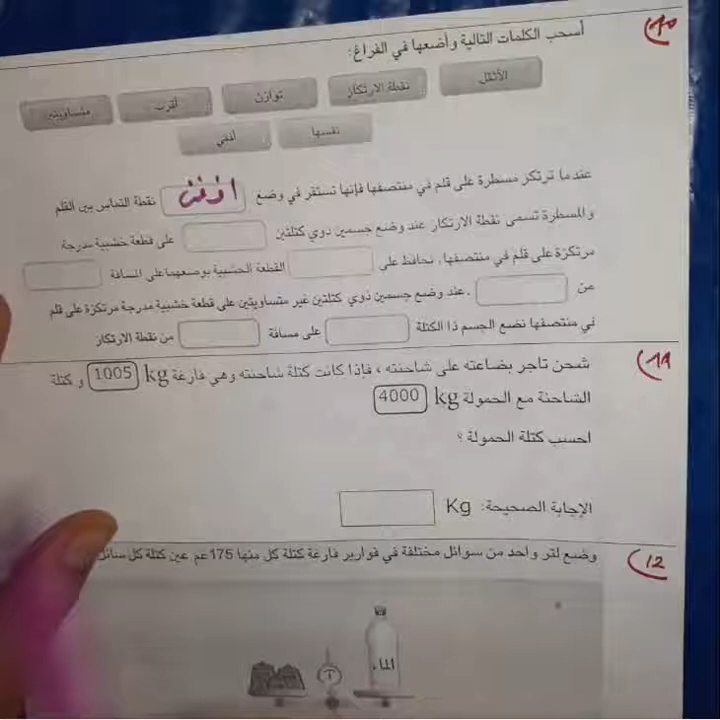 10
أسحب الكلمات التالية وأضعها في الفراغ:
الأثقل نقطة الارتكاز توازن أقرب متساويتين
نفسها أفقي
عندما ترتكز مسطرة على قلم في منتصفها فإنها تستقر في وضع افقي نقطة التماس بين القلم
والمسطرة تسمى نقطة الارتكاز عند وضع جسمين ذوي كتلتين على قطعة خشبية مدرجة
مرتكزة على قلم في منتصفها. نحافظ على القطعة الخشبية بوضعهما على المسافة
من . عند وضع جسمين ذوي كتلتين غير متساويتين على قطعة خشبية مدرجة مرتكزة على قلم
في منتصفها نضع الجسم ذا الكتلة على مسافة من نقطة الارتكاز
11
شحن تاجر بضاعته على شاحنته ، فإذا كانت كتلة شاحنته وهي فارغة kg 1005 و كتلة
الشاحنة مع الحمولة kg 4000
احسب كتلة الحمولة ؟
الإجابة الصحيحة: Kg
12
وضع لتر واحد من سوائل مختلفة في قوارير فارغة كتلة كل منها 175غم عين كتلة كل سائل
الماء